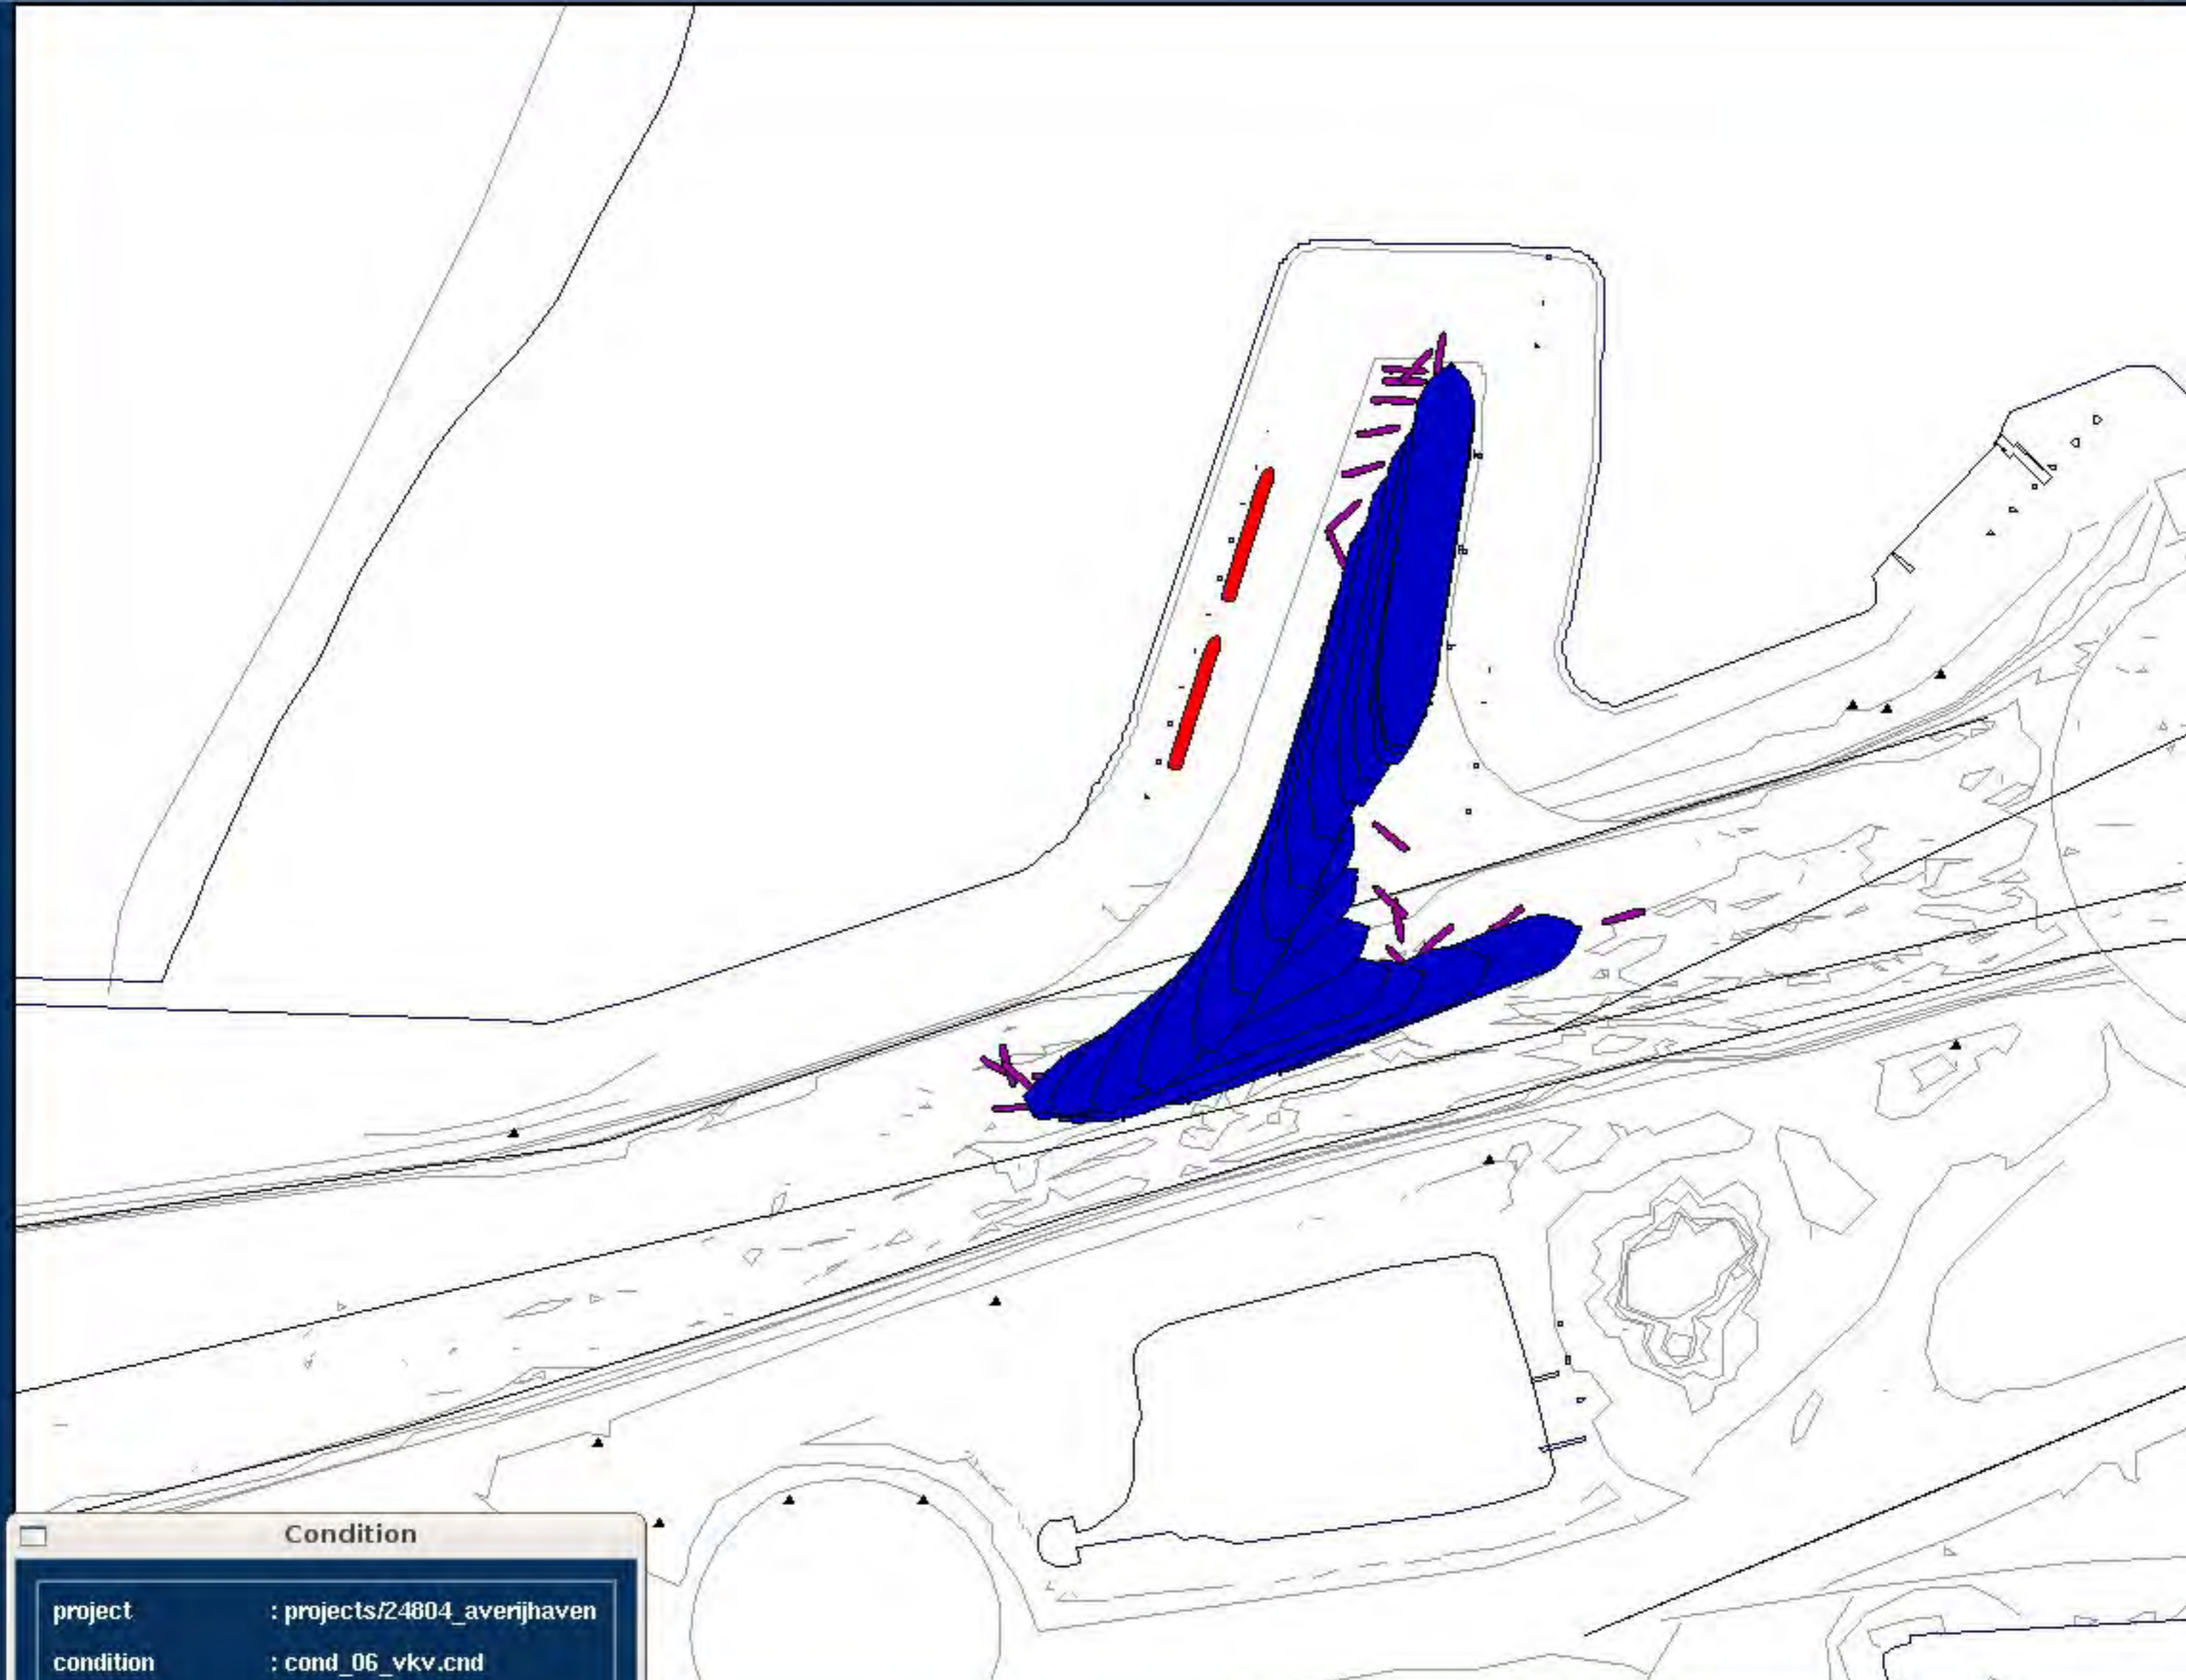 Condition
project : projects/24804_averijhaven
condition : cond_06_vkv.cnd